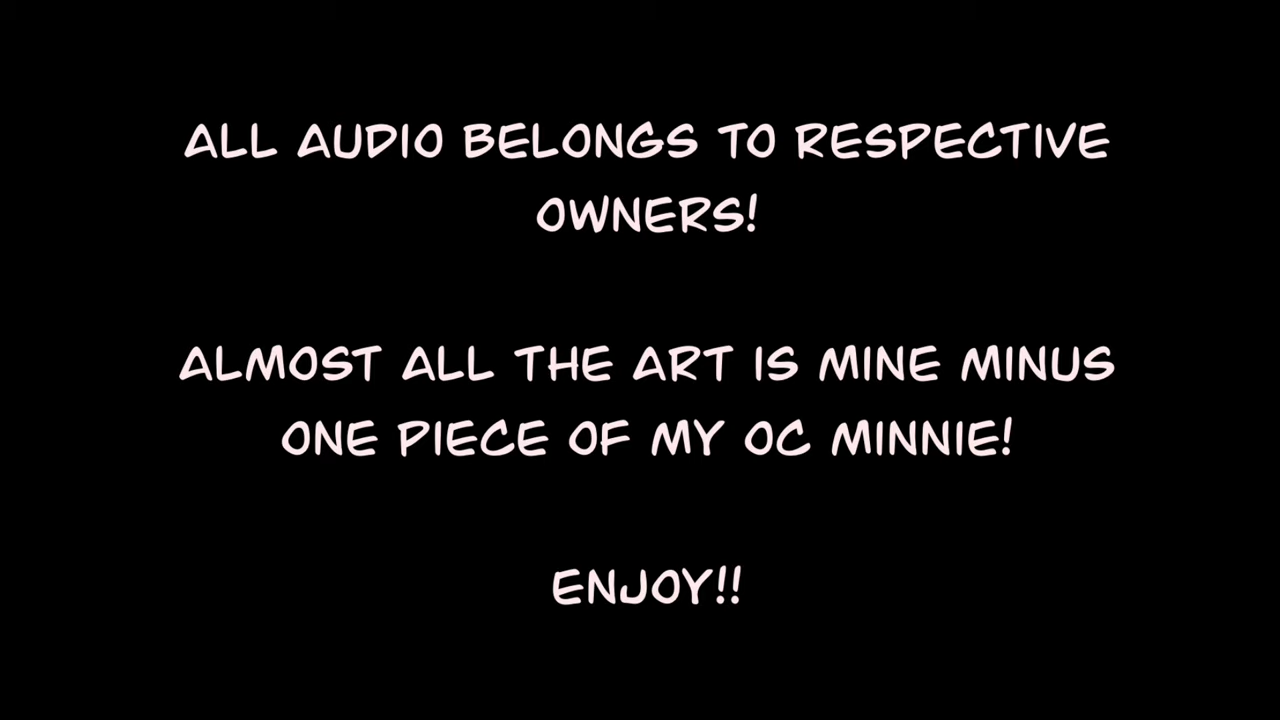 ALL AUDIO BELONGS TO RESPECTIVE
OWNERS!
ALMOST ALL THE ART IS MINE MINUS
ONE PIECE OF MY OC MINNIE!
ENJOY!!